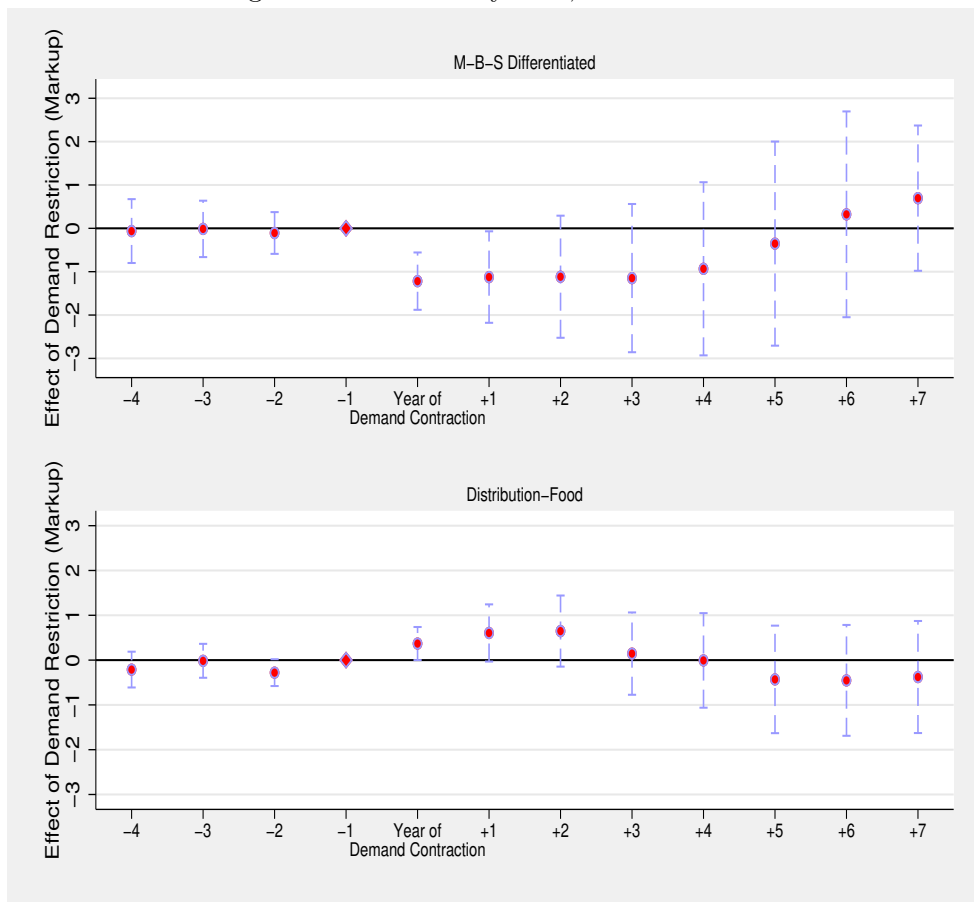 M−B−S Differentiated
Effect of Demand Restriction (Markup)
3
2
1
0
−1
−2
−3
−4 −3 −2 −1 Year of +1 +2 +3 +4 +5 +6 +7
Demand Contraction
Distribution−Food
Effect of Demand Restriction (Markup)
3
2
1
0
−1
−2
−3
−4 −3 −2 −1 Year of +1 +2 +3 +4 +5 +6 +7
Demand Contraction